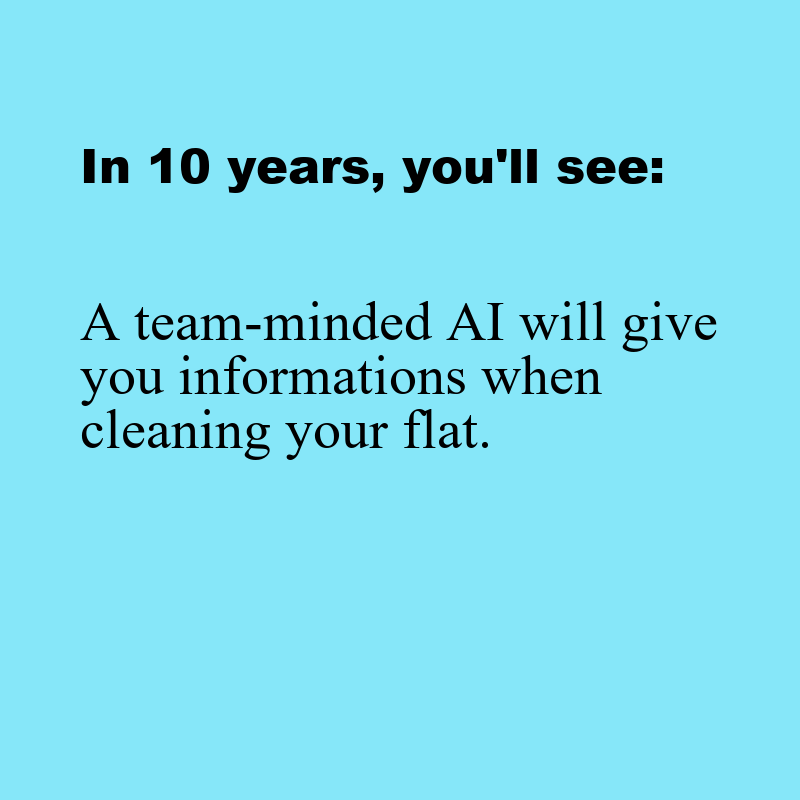 In 10 years, you'll see:
A team-minded AI will give
you informations when
cleaning your flat.